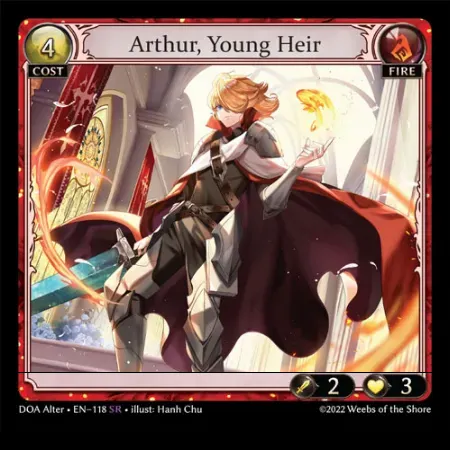 4
Arthur, Young Heir
COST
FIRE
2
3
DOA Alter • EN-118 SR • illust: Hanh Chu
©2022 Weebs of the Shore